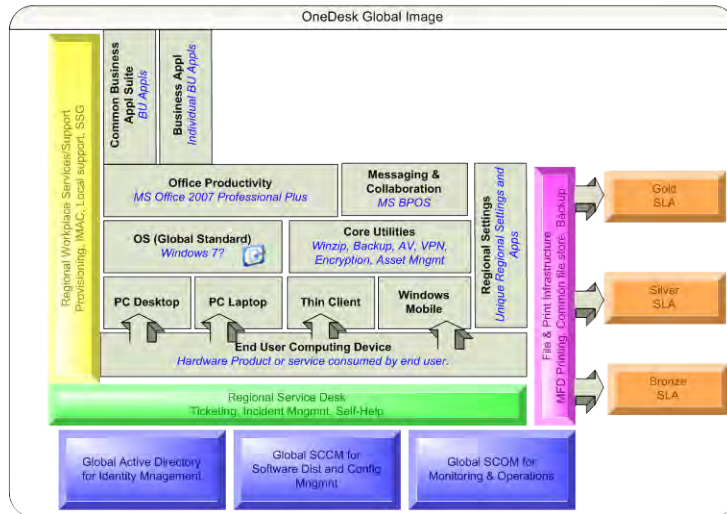 OneDesk Global Image
Regional Workplace Services/Support
Provisioning, IMAC, Local support, SSG
Common Business
Appl Suite
BU Appls
Business Appl
Individual BU Appls
Office Productivity
MS Office 2007 Professional Plus
Messaging &
Collaboration
MS BPOS
Regional Settings
Unique Regional Settings and
Apps
OS (Global Standard)
Windows 7?
Core Utilities
Winzip, Backup, AV, VPN,
Encryption, Asset Mngmt
PC Desktop
PC Laptop
Thin Client
Windows
Mobile
End User Computing Device
Hardware Product or service consumed by end user.
File & Print Infrastructure
MFD Printing, Common file store, Backup
Gold
SLA
Silver
SLA
Bronze
SLA
Regional Service Desk
Ticketing, Incident Mngmt, Self-Help
Global Active Directory
for Identity Mnagement
Global SCCM for
Software Dist and Config
Mngmnt
Global SCOM for
Monitoring & Operations